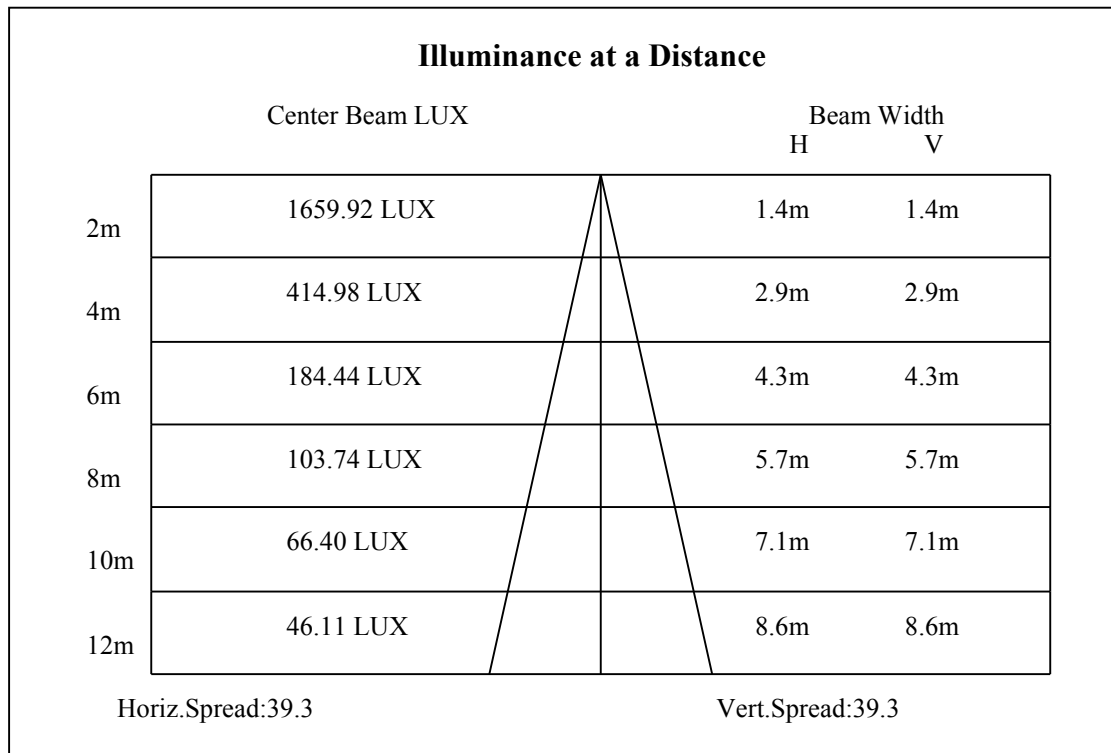 Illuminance at a Distance
Center Beam LUX Beam Width
H V
1659.92 LUX 1.4m 1.4m
2m
414.98 LUX 2.9m 2.9m
4m
184.44 LUX 4.3m 4.3m
6m
103.74 LUX 5.7m 5.7m
8m
66.40 LUX 7.1m 7.1m
10m
46.11 LUX 8.6m 8.6m
12m
Horiz.Spread:39.3 Vert.Spread:39.3